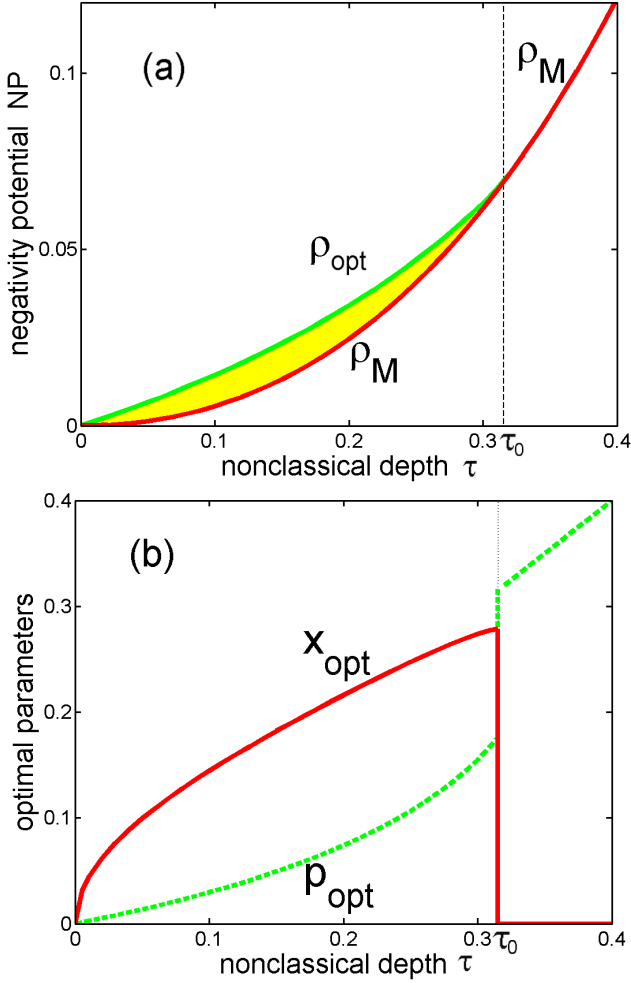 (a)
negativity potential NP
0.1
0.05
0
ρM
ρopt
ρM
0 0.1 0.2 0.3 τ0 0.4
nonclassical depth τ
(b)
optimal parameters
0.4
0.3
0.2
0.1
0
xopt
popt
0 0.1 0.2 0.3 τ0 0.4
nonclassical depth τ